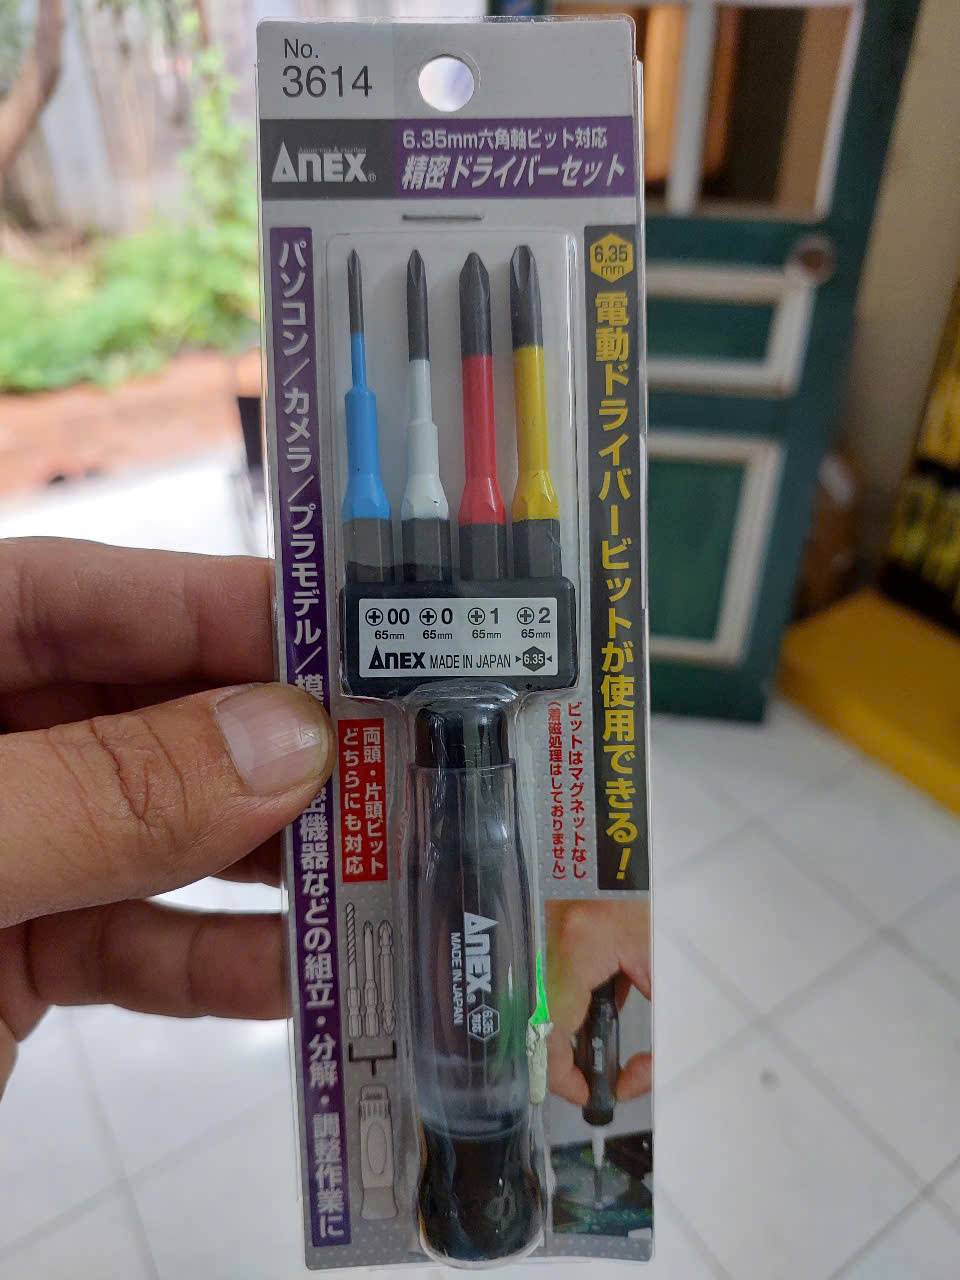 No.
3614
ANEX®
6.35mm六角軸ビット対応
精密ドライバーセット
6.35
mm
電動ドライバービットが使用できる!
パソコン/カメラ/プラモデル/模
密機器などの組立・分解・調整作業に
00 0 1 2
65mm 65mm 65mm 65mm
ANEX MADE IN JAPAN 6.35
両頭・片頭ビット
どちらにも対応
ビットはマグネットなし
(着磁処理はしておりません)
ANEX®
MADE IN JAPAN
6.35
対応